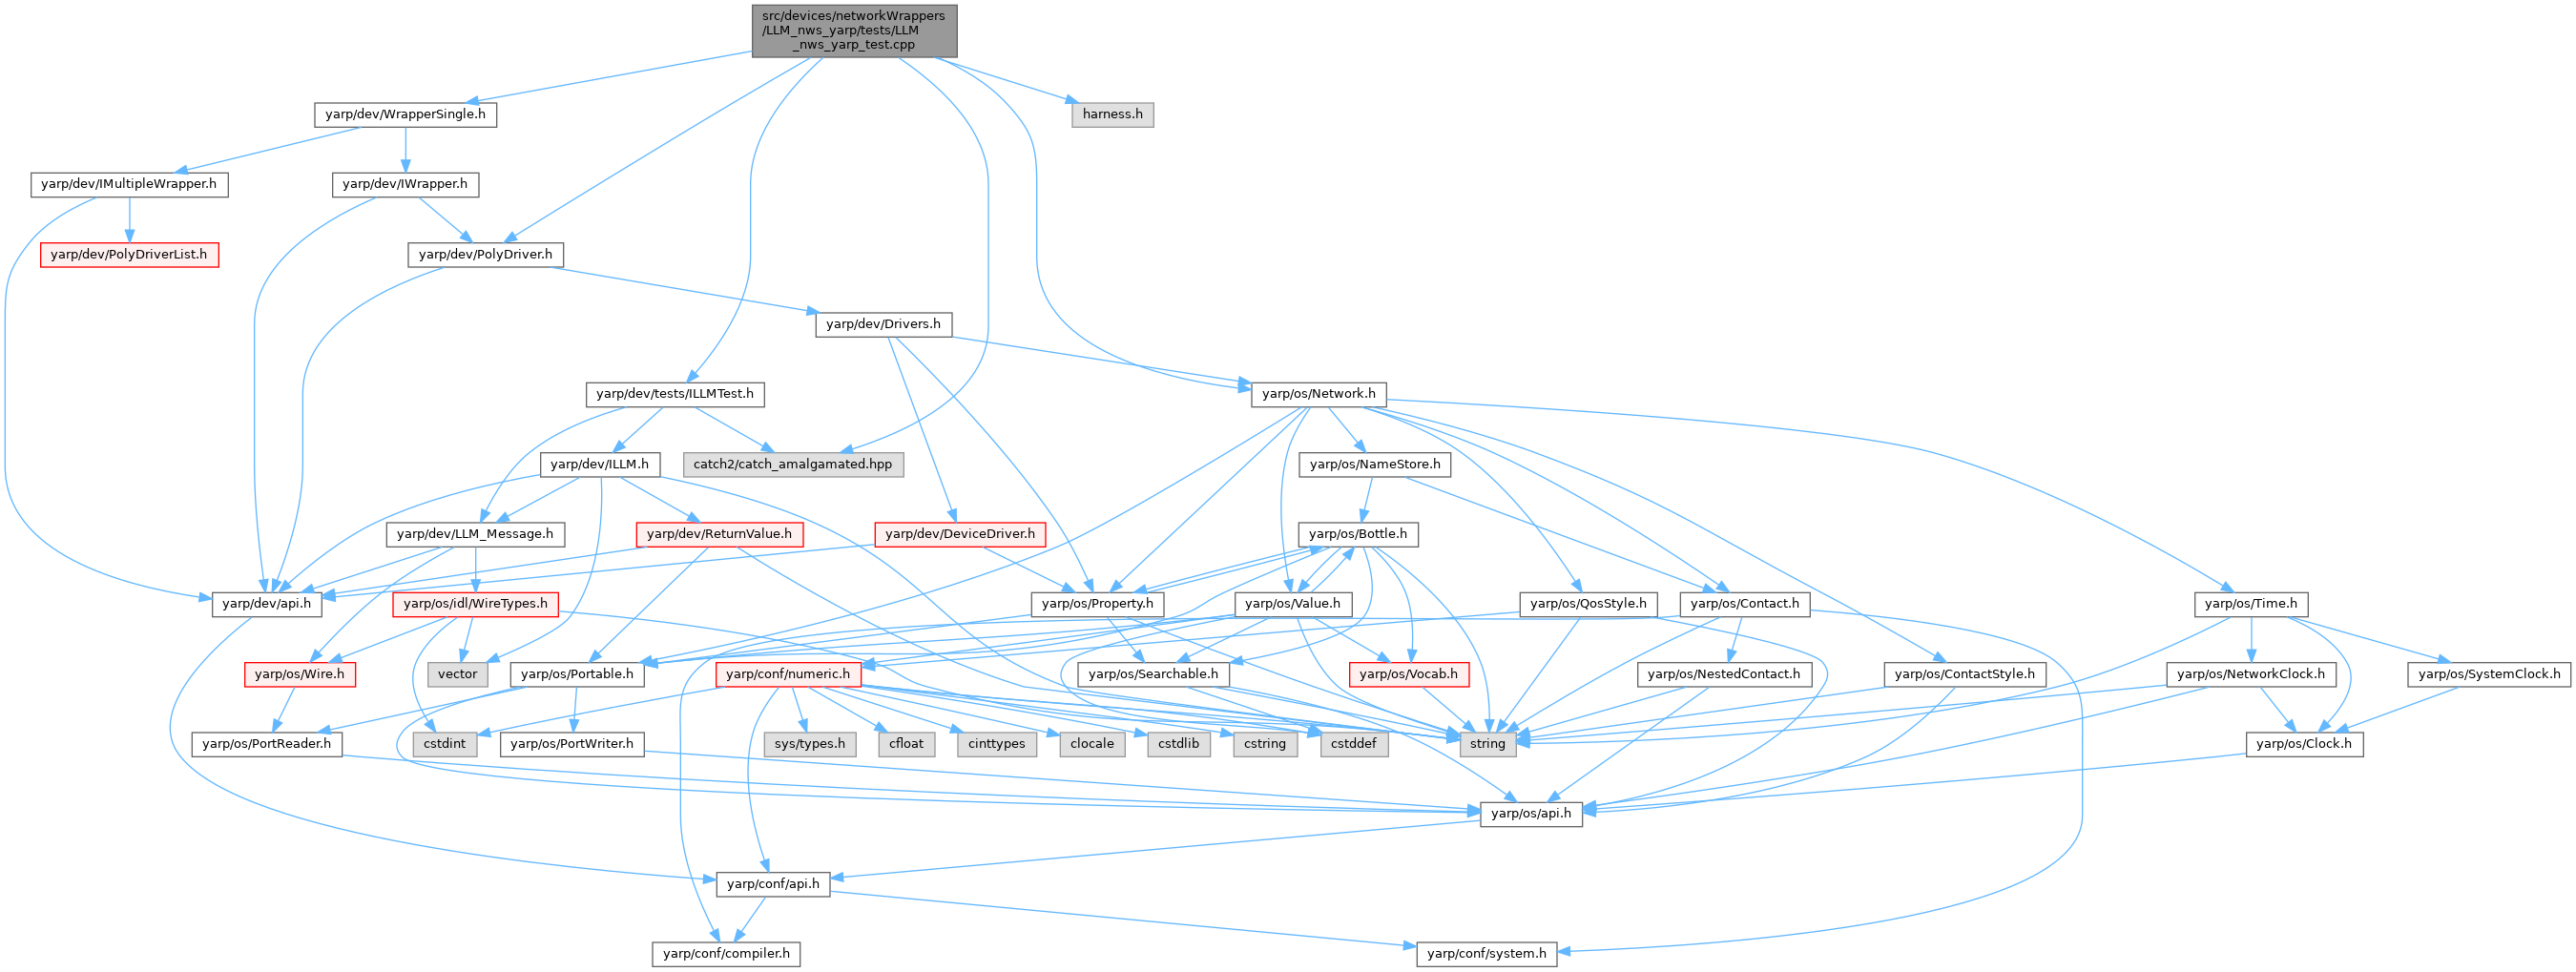 src/devices/networkWrappers
/LLM_nws_yarp/tests/LLM
_nws_yarp_test.cpp
yarp/dev/WrapperSingle.h
harness.h
yarp/dev/IMultipleWrapper.h
yarp/dev/IWrapper.h
yarp/dev/PolyDriverList.h
yarp/dev/PolyDriver.h
yarp/dev/Drivers.h
yarp/dev/tests/ILLMTest.h
yarp/os/Network.h
yarp/dev/ILLM.h
catch2/catch_amalgamated.hpp
yarp/os/NameStore.h
yarp/dev/LLM_Message.h
yarp/dev/ReturnValue.h
yarp/dev/DeviceDriver.h
yarp/os/Bottle.h
yarp/dev/api.h
yarp/os/idl/WireTypes.h
yarp/os/Property.h
yarp/os/Value.h
yarp/os/QosStyle.h
yarp/os/Contact.h
yarp/os/Time.h
yarp/os/Wire.h
vector
yarp/os/Portable.h
yarp/conf/numeric.h
yarp/os/Searchable.h
yarp/os/Vocab.h
yarp/os/NestedContact.h
yarp/os/ContactStyle.h
yarp/os/NetworkClock.h
yarp/os/SystemClock.h
yarp/os/PortReader.h
cstdint
yarp/os/PortWriter.h
sys/types.h
cfloat
cinttypes
clocale
cstdlib
cstring
cstddef
string
yarp/os/Clock.h
yarp/os/api.h
yarp/conf/api.h
yarp/conf/compiler.h
yarp/conf/system.h